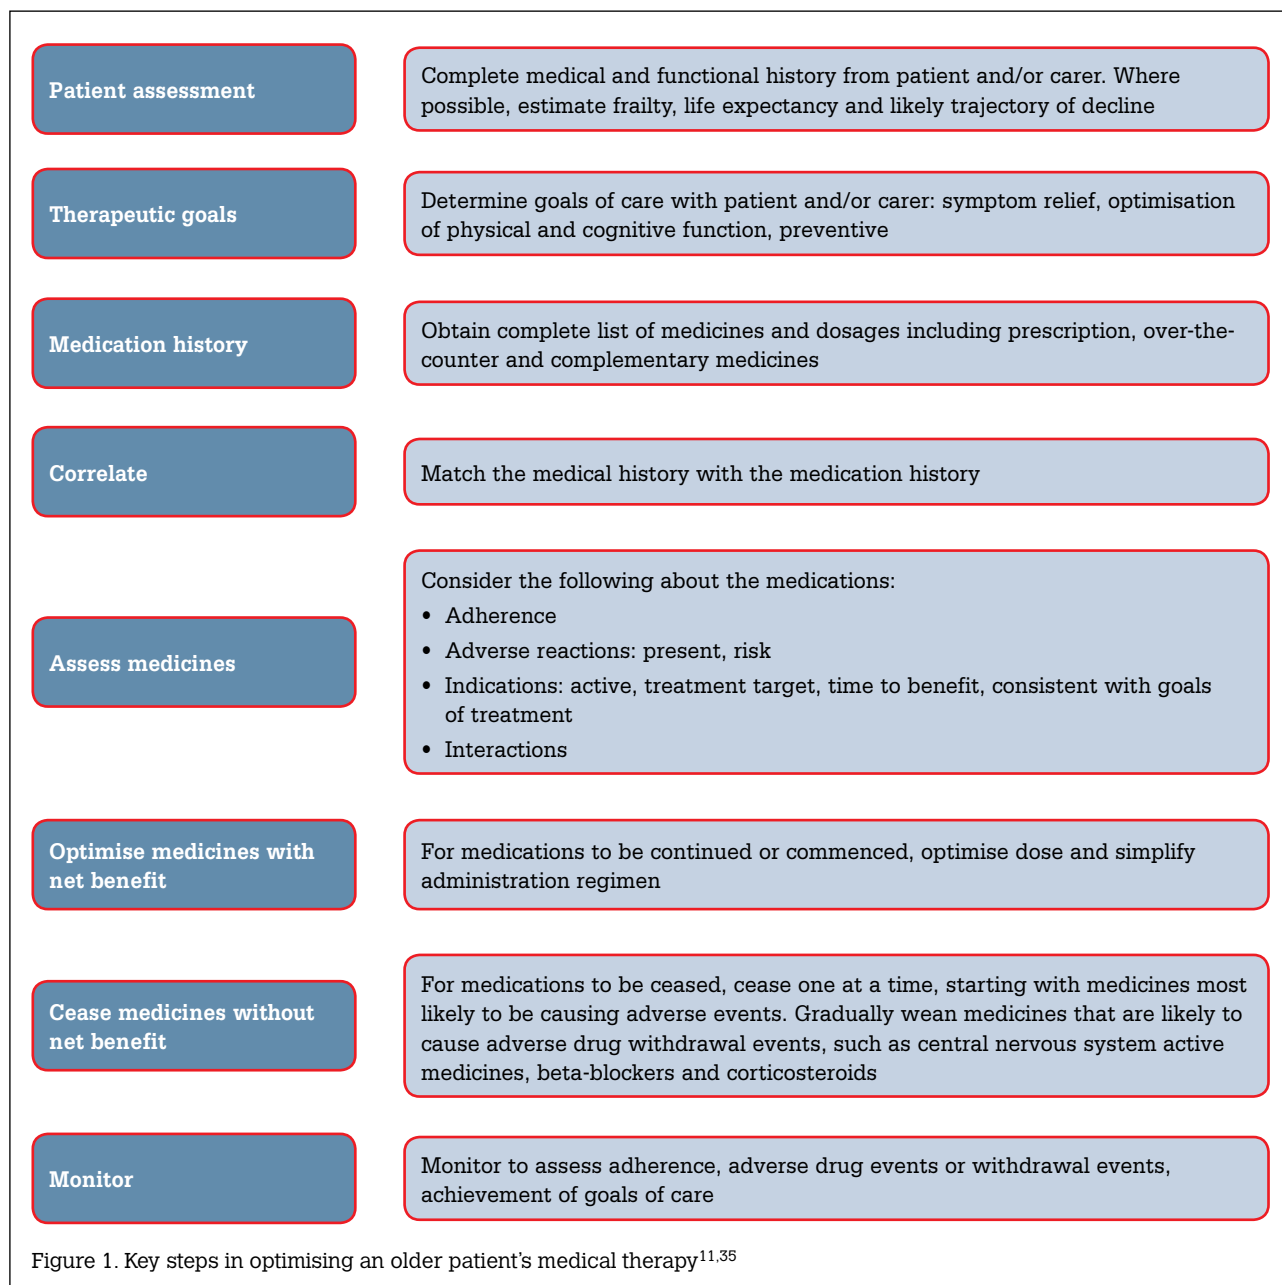 Patient assessment
Complete medical and functional history from patient and/or carer. Where
possible, estimate frailty, life expectancy and likely trajectory of decline
Therapeutic goals
Determine goals of care with patient and/or carer: symptom relief, optimisation
of physical and cognitive function, preventive
Medication history
Obtain complete list of medicines and dosages including prescription, over-the-
counter and complementary medicines
Correlate
Match the medical history with the medication history
Assess medicines
Consider the following about the medications:
• Adherence
• Adverse reactions: present, risk
• Indications: active, treatment target, time to benefit, consistent with goals
of treatment
• Interactions
Optimise medicines with
net benefit
For medications to be continued or commenced, optimise dose and simplify
administration regimen
Cease medicines without
net benefit
For medications to be ceased, cease one at a time, starting with medicines most
likely to be causing adverse events. Gradually wean medicines that are likely to
cause adverse drug withdrawal events, such as central nervous system active
medicines, beta-blockers and corticosteroids
Monitor
Monitor to assess adherence, adverse drug events or withdrawal events,
achievement of goals of care
Figure 1. Key steps in optimising an older patient's medical therapy11,35